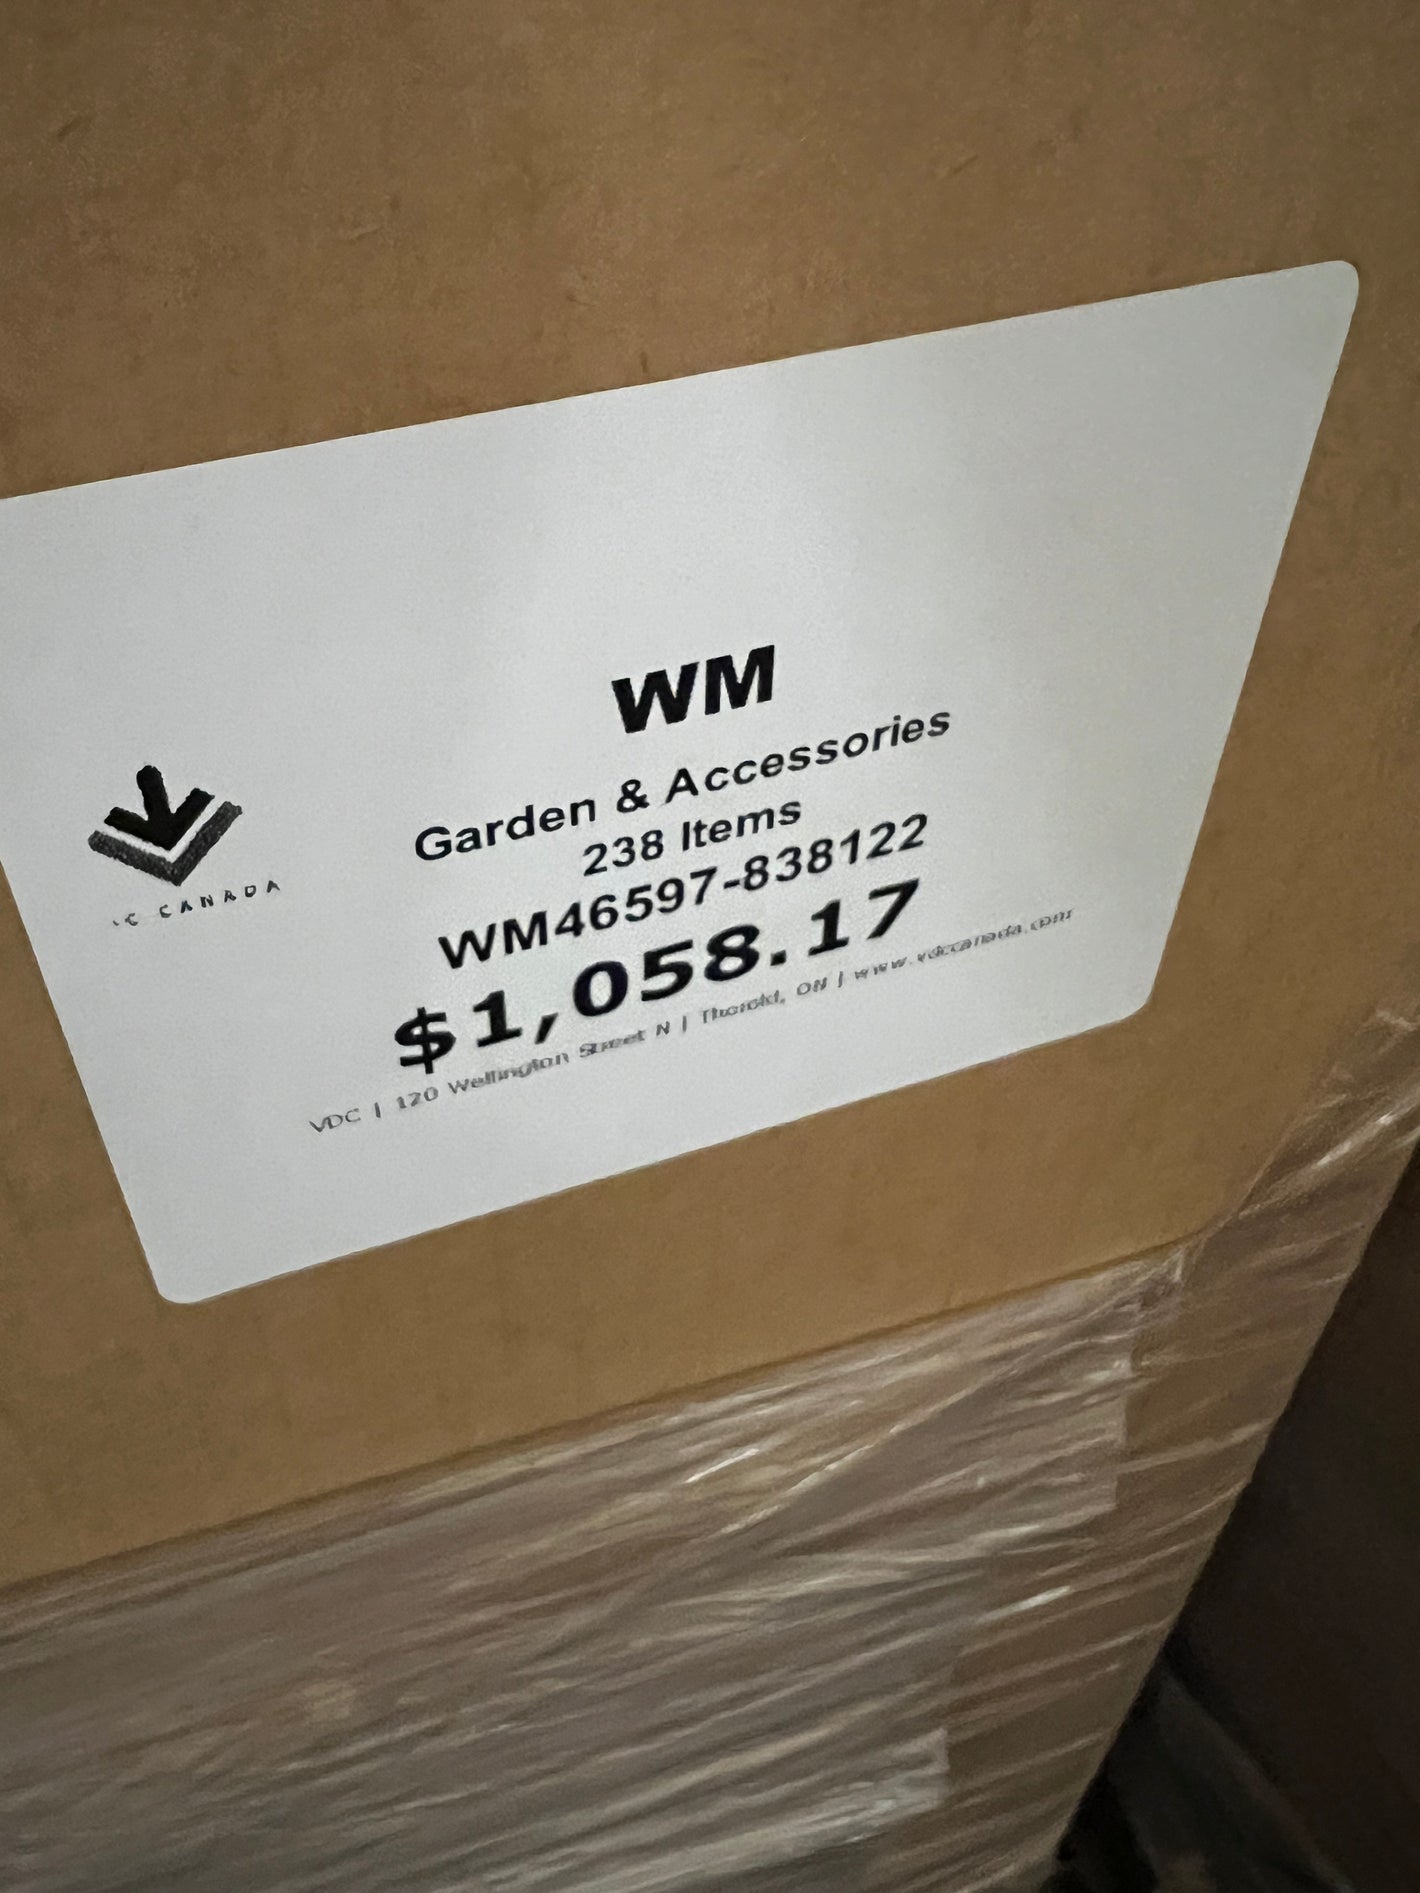 WM
Garden & Accessories
238 Items
WM46597-838122
$1,058.17
VDC | 120 Wellington Street N | Thorold, ON | www.vdccanada.com
C CANADA